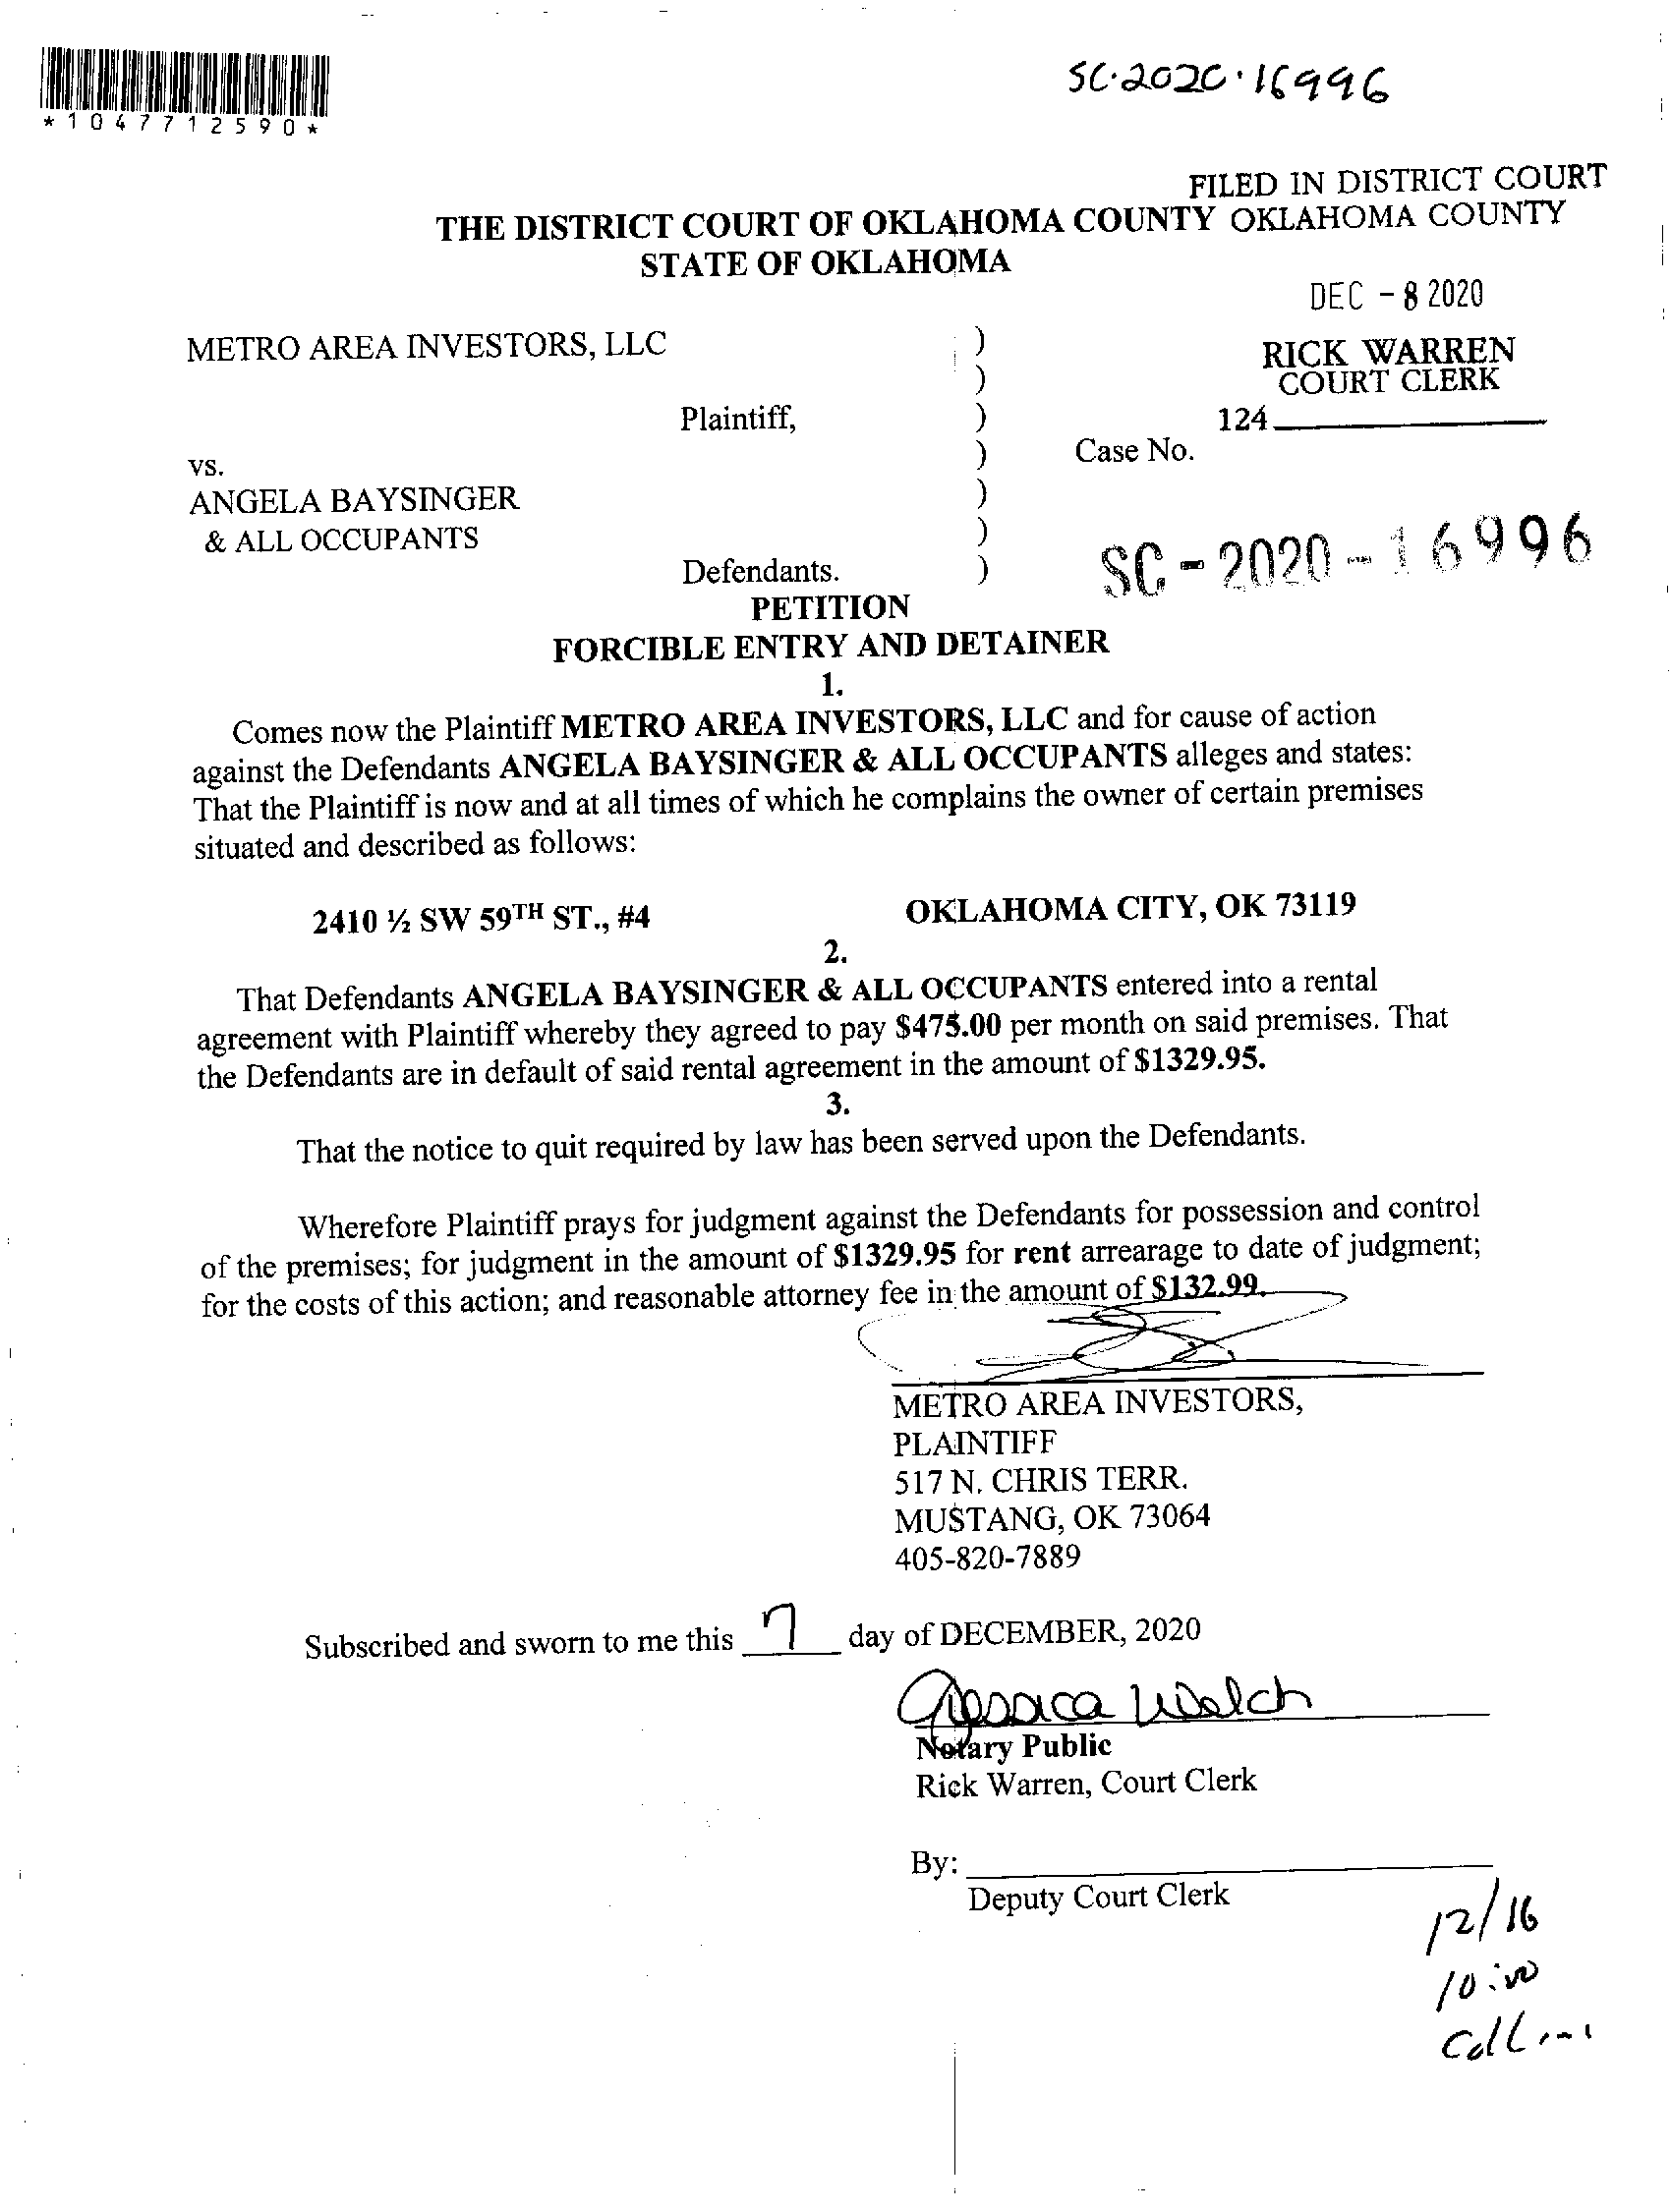 *1047712590*
SC-2020-16996
FILED IN DISTRICT COURT
OKLAHOMA COUNTY
THE DISTRICT COURT OF OKLAHOMA COUNTY
STATE OF OKLAHOMA
DEC - 8 2020
METRO AREA INVESTORS, LLC )
RICK WARREN
COURT CLERK
)
Plaintiff, )
124
vs. ) Case No.
ANGELA BAYSINGER )
& ALL OCCUPANTS )
SC-2020-16996
Defendants. )
PETITION
FORCIBLE ENTRY AND DETAINER
1.
Comes now the Plaintiff METRO AREA INVESTORS, LLC and for cause of action
against the Defendants ANGELA BAYSINGER & ALL OCCUPANTS alleges and states:
That the Plaintiff is now and at all times of which he complains the owner of certain premises
situated and described as follows:
2410 ½ SW 59TH ST., #4 OKLAHOMA CITY, OK 73119
2.
That Defendants ANGELA BAYSINGER & ALL OCCUPANTS entered into a rental
agreement with Plaintiff whereby they agreed to pay $475.00 per month on said premises. That
the Defendants are in default of said rental agreement in the amount of $1329.95.
3.
That the notice to quit required by law has been served upon the Defendants.
Wherefore Plaintiff prays for judgment against the Defendants for possession and control
of the premises; for judgment in the amount of $1329.95 for rent arrearage to date of judgment;
for the costs of this action; and reasonable attorney fee in the amount of $132.99.
METRO AREA INVESTORS,
PLAINTIFF
517 N. CHRIS TERR.
MUSTANG, OK 73064
405-820-7889
Subscribed and sworn to me this 7 day of DECEMBER, 2020
Jessica Welch
Notary Public
Rick Warren, Court Clerk
By:
Deputy Court Clerk
12/16
10:00